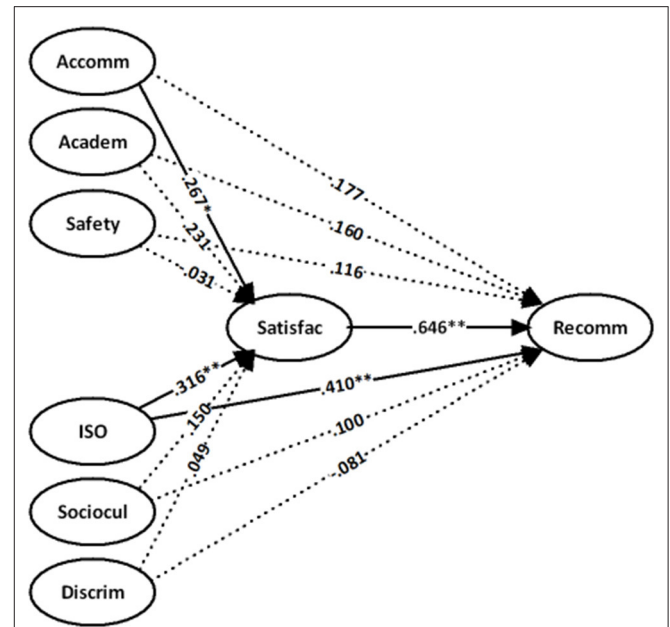 Accomm
Academ
Safety
.267*
.231
.031
.177
.160
.116
Satisfac
.646**
Recomm
.316**
.410**
ISO
.150
.100
.049
.081
Sociocul
Discrim